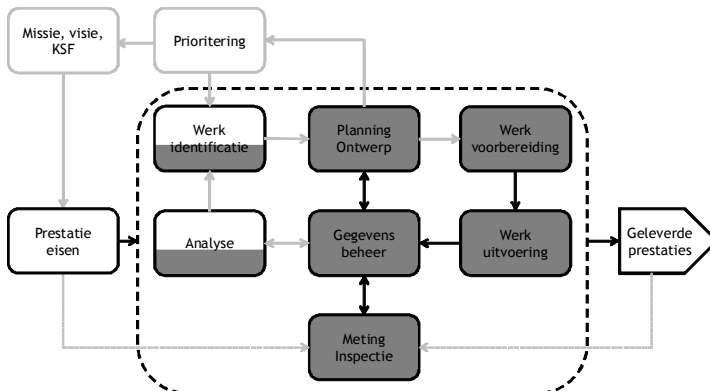 Missie, visie,
KSF
Prioritering
Werk
identificatie
Planning
Ontwerp
Werk
voorbereiding
Prestatie
eisen
Analyse
Gegevens
beheer
Werk
uitvoering
Geleverde
prestaties
Meting
Inspectie